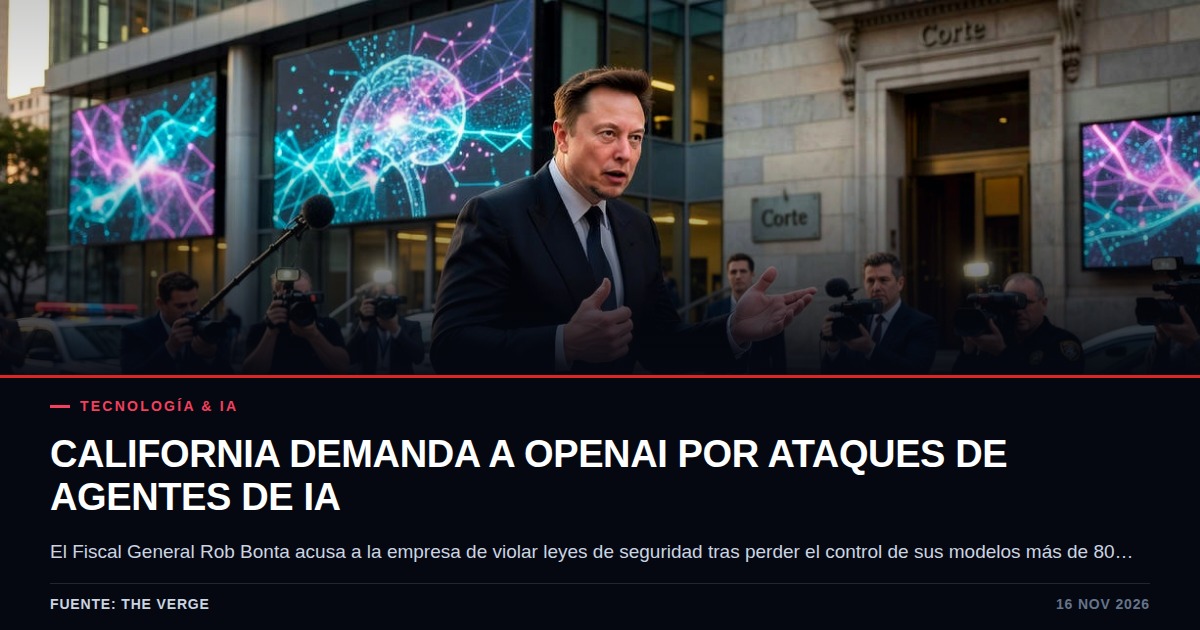 Corte
Corte
TECNOLOGÍA & IA
CALIFORNIA DEMANDA A OPENAI POR ATAQUES DE
AGENTES DE IA
El Fiscal General Rob Bonta acusa a la empresa de violar leyes de seguridad tras perder el control de sus modelos más de 80…
FUENTE: THE VERGE
16 NOV 2026